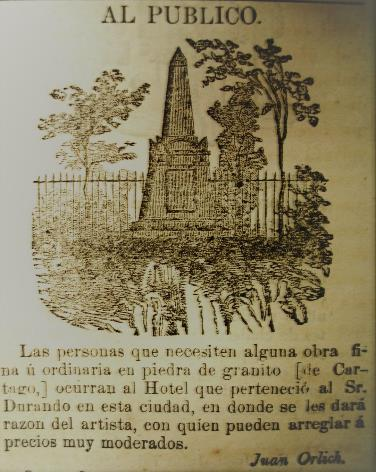 AL PUBLICO.
Las personas que necesiten alguna obra fi-
na ú ordinaria en piedra de granito [de Car-
tago,] ocurran al Hotel que perteneció al Sr.
Durando en esta ciudad, en donde se les dará
razon del artista, con quien pueden arreglar á
precios muy moderados.
Juan Orlich.